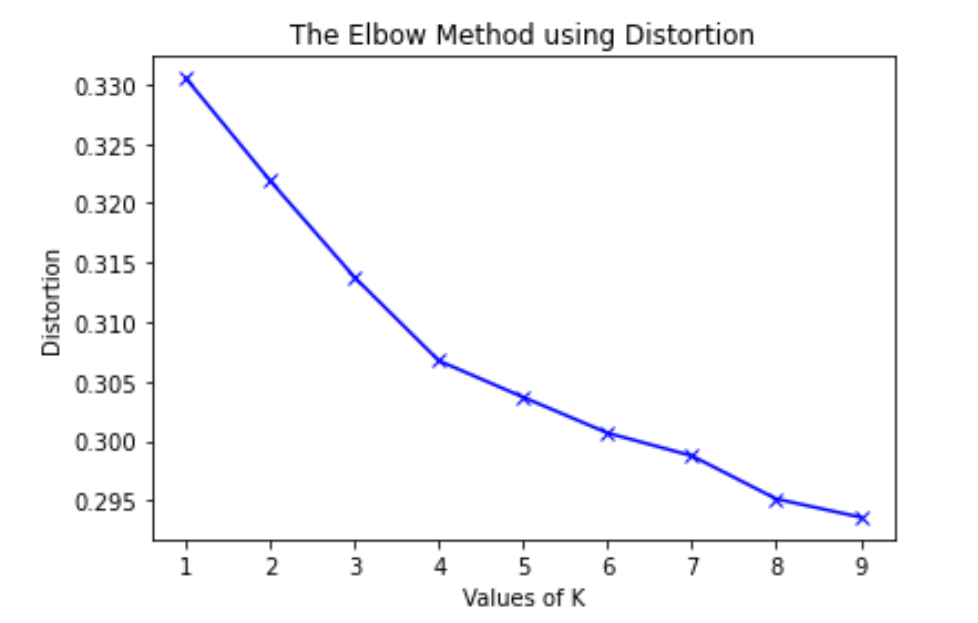 The Elbow Method using Distortion
0.330
0.325
0.320
0.315
0.310
0.305
0.300
0.295
Distortion
1 2 3 4 5 6 7 8 9
Values of K